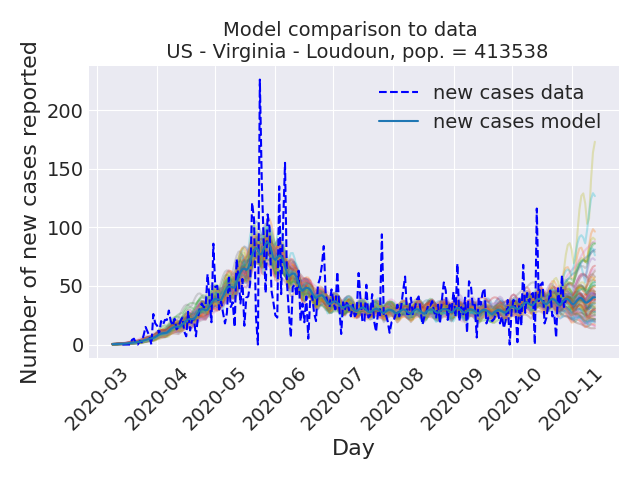 Model comparison to data
US - Virginia - Loudoun, pop. = 413538
Number of new cases reported
200
150
100
50
0
new cases data
new cases model
2020-03
2020-04
2020-05
2020-06
2020-07
2020-08
2020-09
2020-10
2020-11
Day